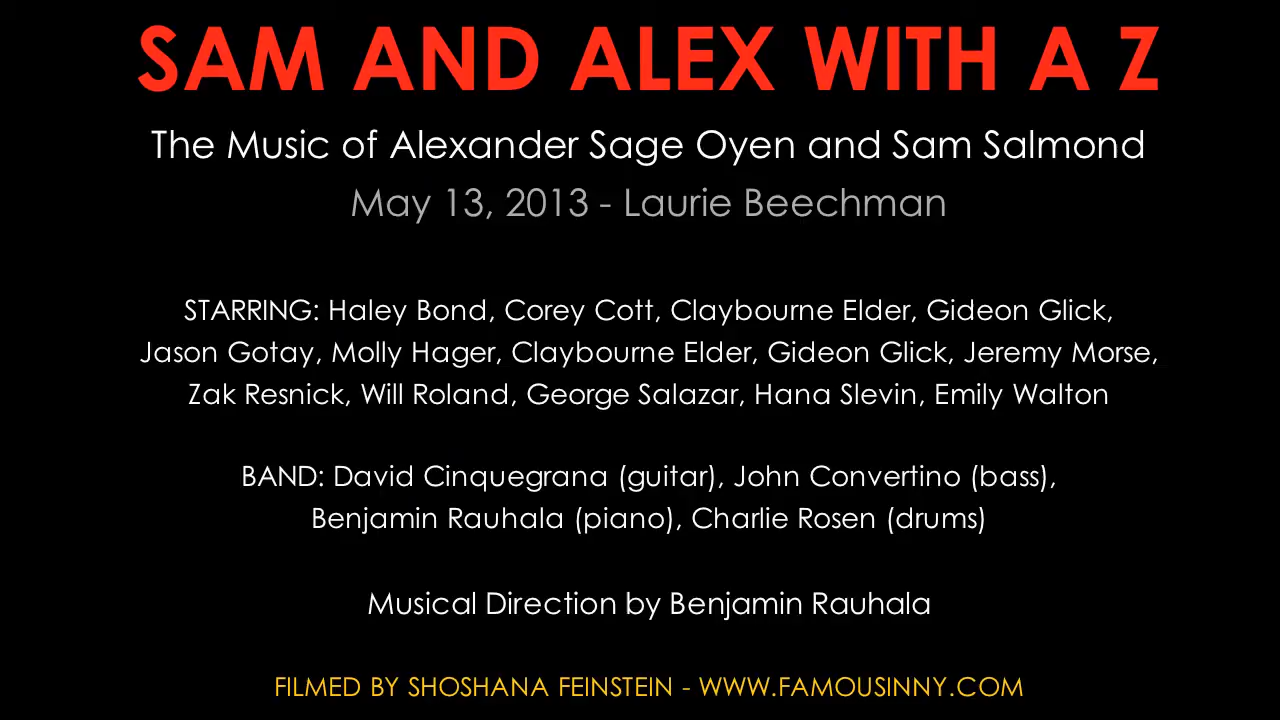 SAM AND ALEX WITH A Z
The Music of Alexander Sage Oyen and Sam Salmond
May 13, 2013 - Laurie Beechman
STARRING: Haley Bond, Corey Cott, Claybourne Elder, Gideon Glick,
Jason Gotay, Molly Hager, Claybourne Elder, Gideon Glick, Jeremy Morse,
Zak Resnick, Will Roland, George Salazar, Hana Slevin, Emily Walton
BAND: David Cinquegrana (guitar), John Convertino (bass),
Benjamin Rauhala (piano), Charlie Rosen (drums)
Musical Direction by Benjamin Rauhala
FILMED BY SHOSHANA FEINSTEIN - WWW.FAMOUSINNY.COM